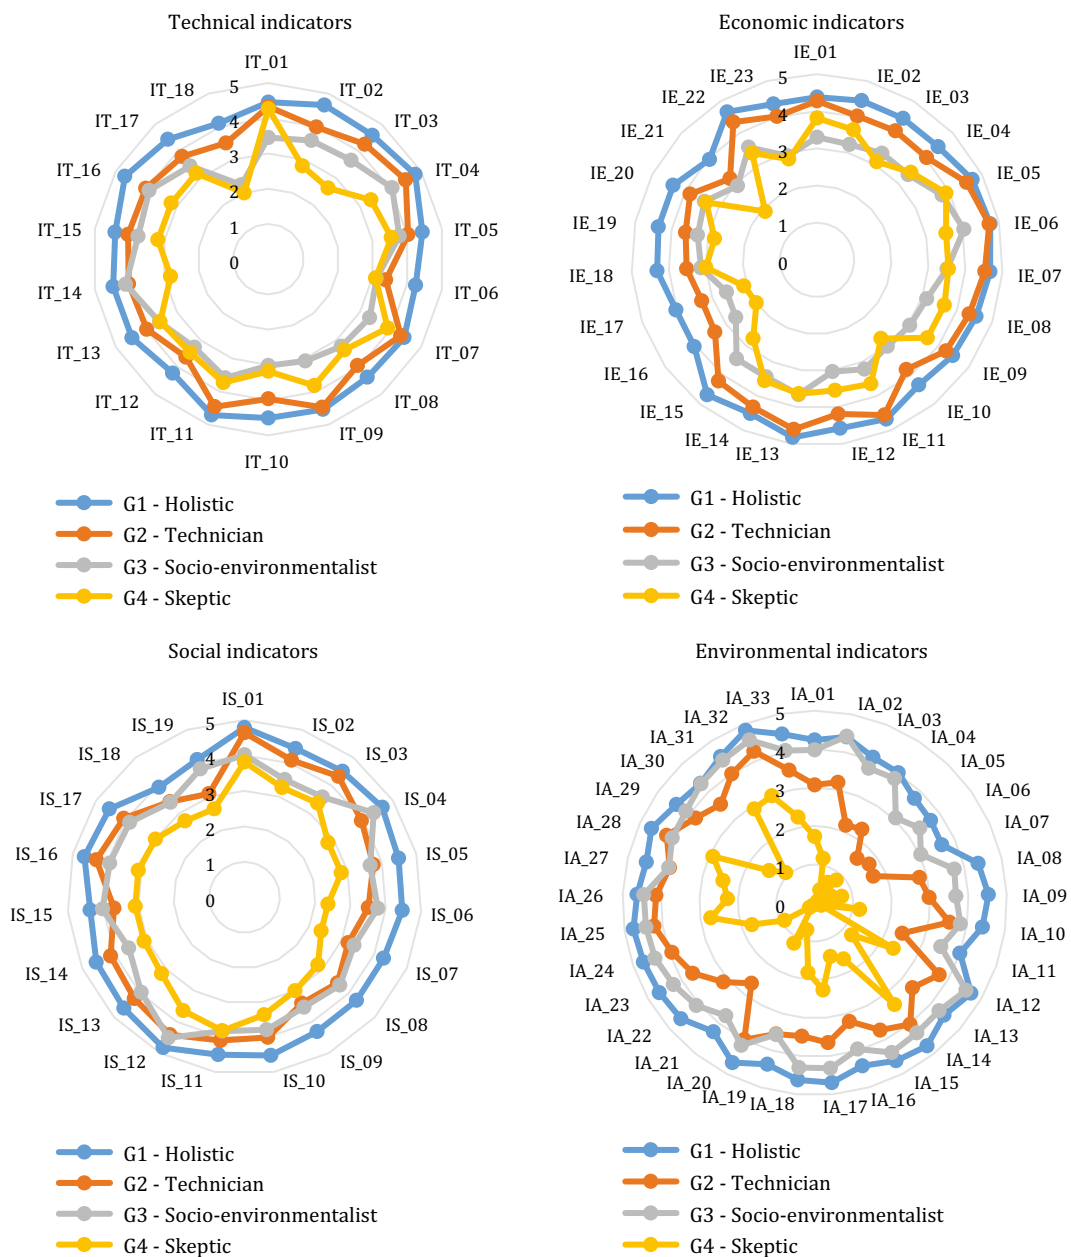 Technical indicators
IT_01
IT_02
IT_03
IT_04
IT_05
IT_06
IT_07
IT_08
IT_09
IT_10
IT_11
IT_12
IT_13
IT_14
IT_15
IT_16
IT_17
IT_18
5
4
3
2
1
0
G1 - Holistic
G2 - Technician
G3 - Socio-environmentalist
G4 - Skeptic
Economic indicators
IE_01
IE_02
IE_03
IE_04
IE_05
IE_06
IE_07
IE_08
IE_09
IE_10
IE_11
IE_12
IE_13
IE_14
IE_15
IE_16
IE_17
IE_18
IE_19
IE_20
IE_21
IE_22
IE_23
5
4
3
2
1
0
G1 - Holistic
G2 - Technician
G3 - Socio-environmentalist
G4 - Skeptic
Social indicators
IS_01
IS_02
IS_03
IS_04
IS_05
IS_06
IS_07
IS_08
IS_09
IS_10
IS_11
IS_12
IS_13
IS_14
IS_15
IS_16
IS_17
IS_18
IS_19
5
4
3
2
1
0
G1 - Holistic
G2 - Technician
G3 - Socio-environmentalist
G4 - Skeptic
Environmental indicators
IA_01
IA_02
IA_03
IA_04
IA_05
IA_06
IA_07
IA_08
IA_09
IA_10
IA_11
IA_12
IA_13
IA_14
IA_15
IA_16
IA_17
IA_18
IA_19
IA_20
IA_21
IA_22
IA_23
IA_24
IA_25
IA_26
IA_27
IA_28
IA_29
IA_30
IA_31
IA_32
IA_33
5
4
3
2
1
0
G1 - Holistic
G2 - Technician
G3 - Socio-environmentalist
G4 - Skeptic